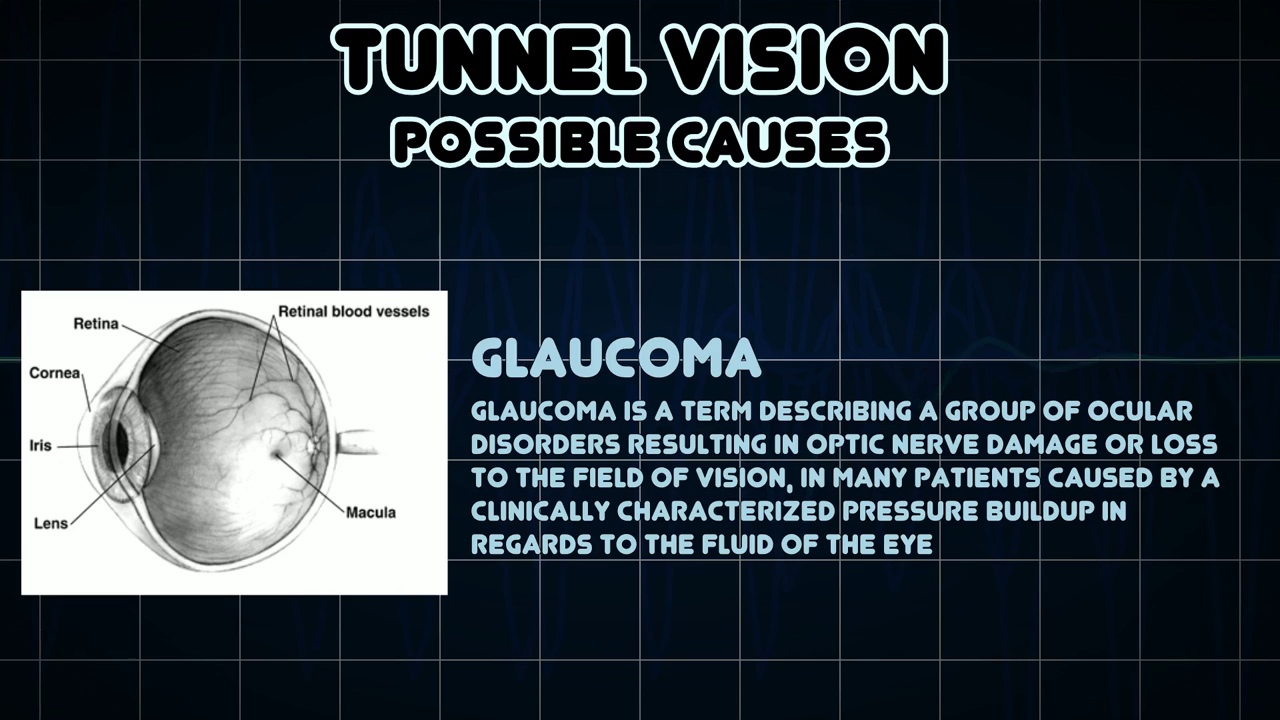 TUNNEL VISION
POSSIBLE CAUSES
Retinal blood vessels
Retina
Cornea
Iris
Lens
Macula
GLAUCOMA
GLAUCOMA IS A TERM DESCRIBING A GROUP OF OCULAR
DISORDERS RESULTING IN OPTIC NERVE DAMAGE OR LOSS
TO THE FIELD OF VISION, IN MANY PATIENTS CAUSED BY A
CLINICALLY CHARACTERIZED PRESSURE BUILDUP IN
REGARDS TO THE FLUID OF THE EYE